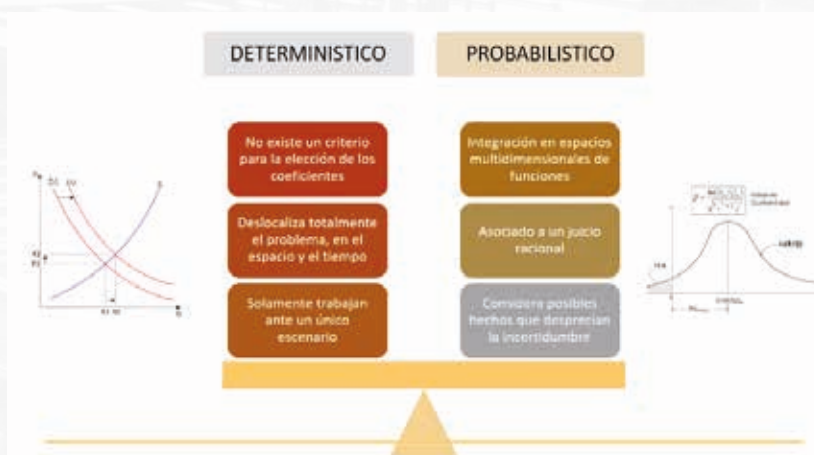 DETERMINISTICO
PROBABILISTICO
No existe un criterio
para la elección de los
coeficientes
Deslocaliza totalmente
el problema, en el
espacio y el tiempo
Solamente trabajan
ante un único
escenario
Integración en espacios
multidimensionales de
funciones
Asociado a un juicio
racional
Considera posibles
hechos que desprecian
la incertidumbre